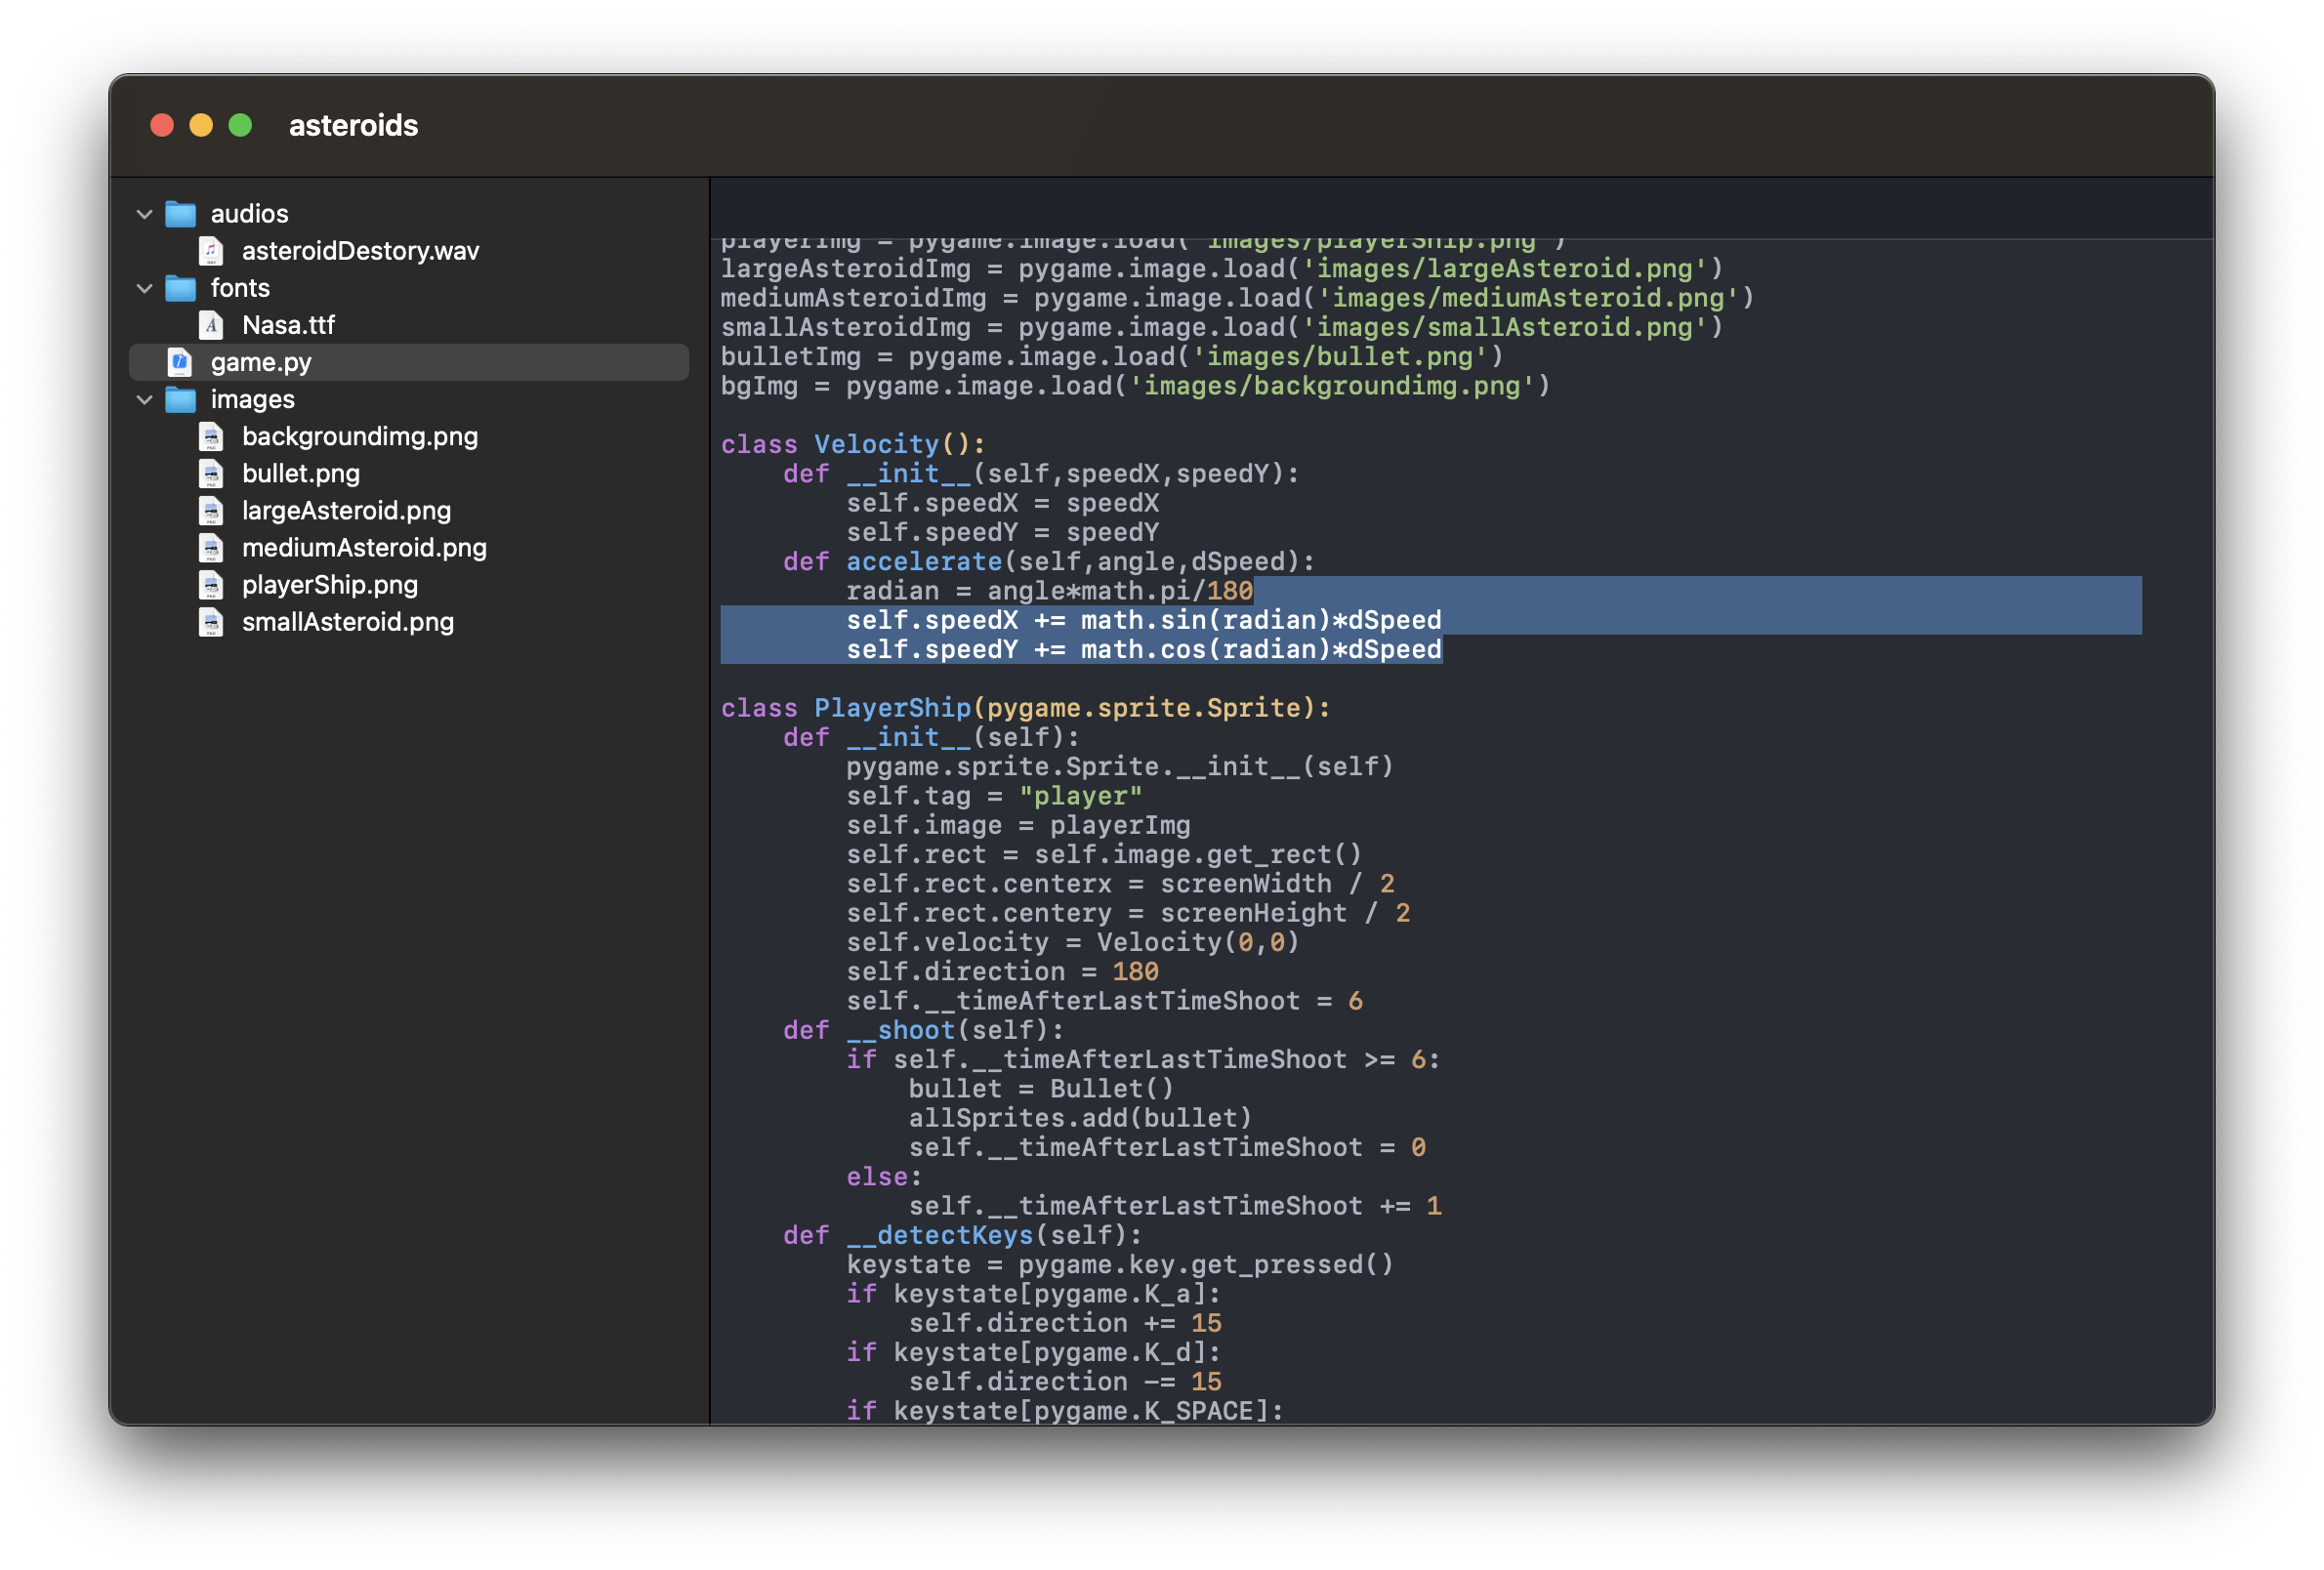 asteroids
audios
asteroidDestory.wav
fonts
Nasa.ttf
game.py
images
backgroundimg.png
bullet.png
largeAsteroid.png
mediumAsteroid.png
playerShip.png
smallAsteroid.png
playerImg = pygame.image.load('images/playerShip.png')
largeAsteroidImg = pygame.image.load('images/largeAsteroid.png')
mediumAsteroidImg = pygame.image.load('images/mediumAsteroid.png')
smallAsteroidImg = pygame.image.load('images/smallAsteroid.png')
bulletImg = pygame.image.load('images/bullet.png')
bgImg = pygame.image.load('images/backgroundimg.png')
class Velocity():
    def __init__(self,speedX,speedY):
        self.speedX = speedX
        self.speedY = speedY
    def accelerate(self,angle,dSpeed):
        radian = angle*math.pi/180
        self.speedX += math.sin(radian)*dSpeed
        self.speedY += math.cos(radian)*dSpeed
class PlayerShip(pygame.sprite.Sprite):
    def __init__(self):
        pygame.sprite.Sprite.__init__(self)
        self.tag = "player"
        self.image = playerImg
        self.rect = self.image.get_rect()
        self.rect.centerx = screenWidth / 2
        self.rect.centery = screenHeight / 2
        self.velocity = Velocity(0,0)
        self.direction = 180
        self.__timeAfterLastTimeShoot = 6
    def __shoot(self):
        if self.__timeAfterLastTimeShoot >= 6:
            bullet = Bullet()
            allSprites.add(bullet)
            self.__timeAfterLastTimeShoot = 0
        else:
            self.__timeAfterLastTimeShoot += 1
    def __detectKeys(self):
        keystate = pygame.key.get_pressed()
        if keystate[pygame.K_a]:
            self.direction += 15
        if keystate[pygame.K_d]:
            self.direction -= 15
        if keystate[pygame.K_SPACE]: